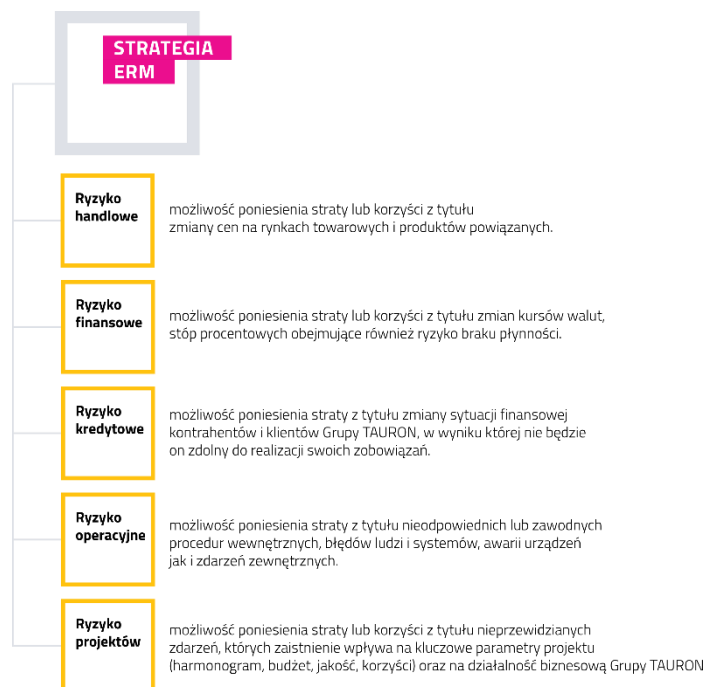 STRATEGIA
ERM
Ryzyko
handlowe
możliwość poniesienia straty lub korzyści z tytułu
zmiany cen na rynkach towarowych i produktów powiązanych.
Ryzyko
finansowe
możliwość poniesienia straty lub korzyści z tytułu zmian kursów walut,
stóp procentowych obejmujące również ryzyko braku płynności.
Ryzyko
kredytowe
możliwość poniesienia straty z tytułu zmiany sytuacji finansowej
kontrahentów i klientów Grupy TAURON, w wyniku której nie będzie
on zdolny do realizacji swoich zobowiązań.
Ryzyko
operacyjne
możliwość poniesienia straty z tytułu nieodpowiednich lub zawodnych
procedur wewnętrznych, błędów ludzi i systemów, awarii urządzeń
jak i zdarzeń zewnętrznych.
Ryzyko
projektów
możliwość poniesienia straty lub korzyści z tytułu nieprzewidzianych
zdarzeń, których zaistnienie wpływa na kluczowe parametry projektu
(harmonogram, budżet, jakość, korzyści) oraz na działalność biznesową Grupy TAURON